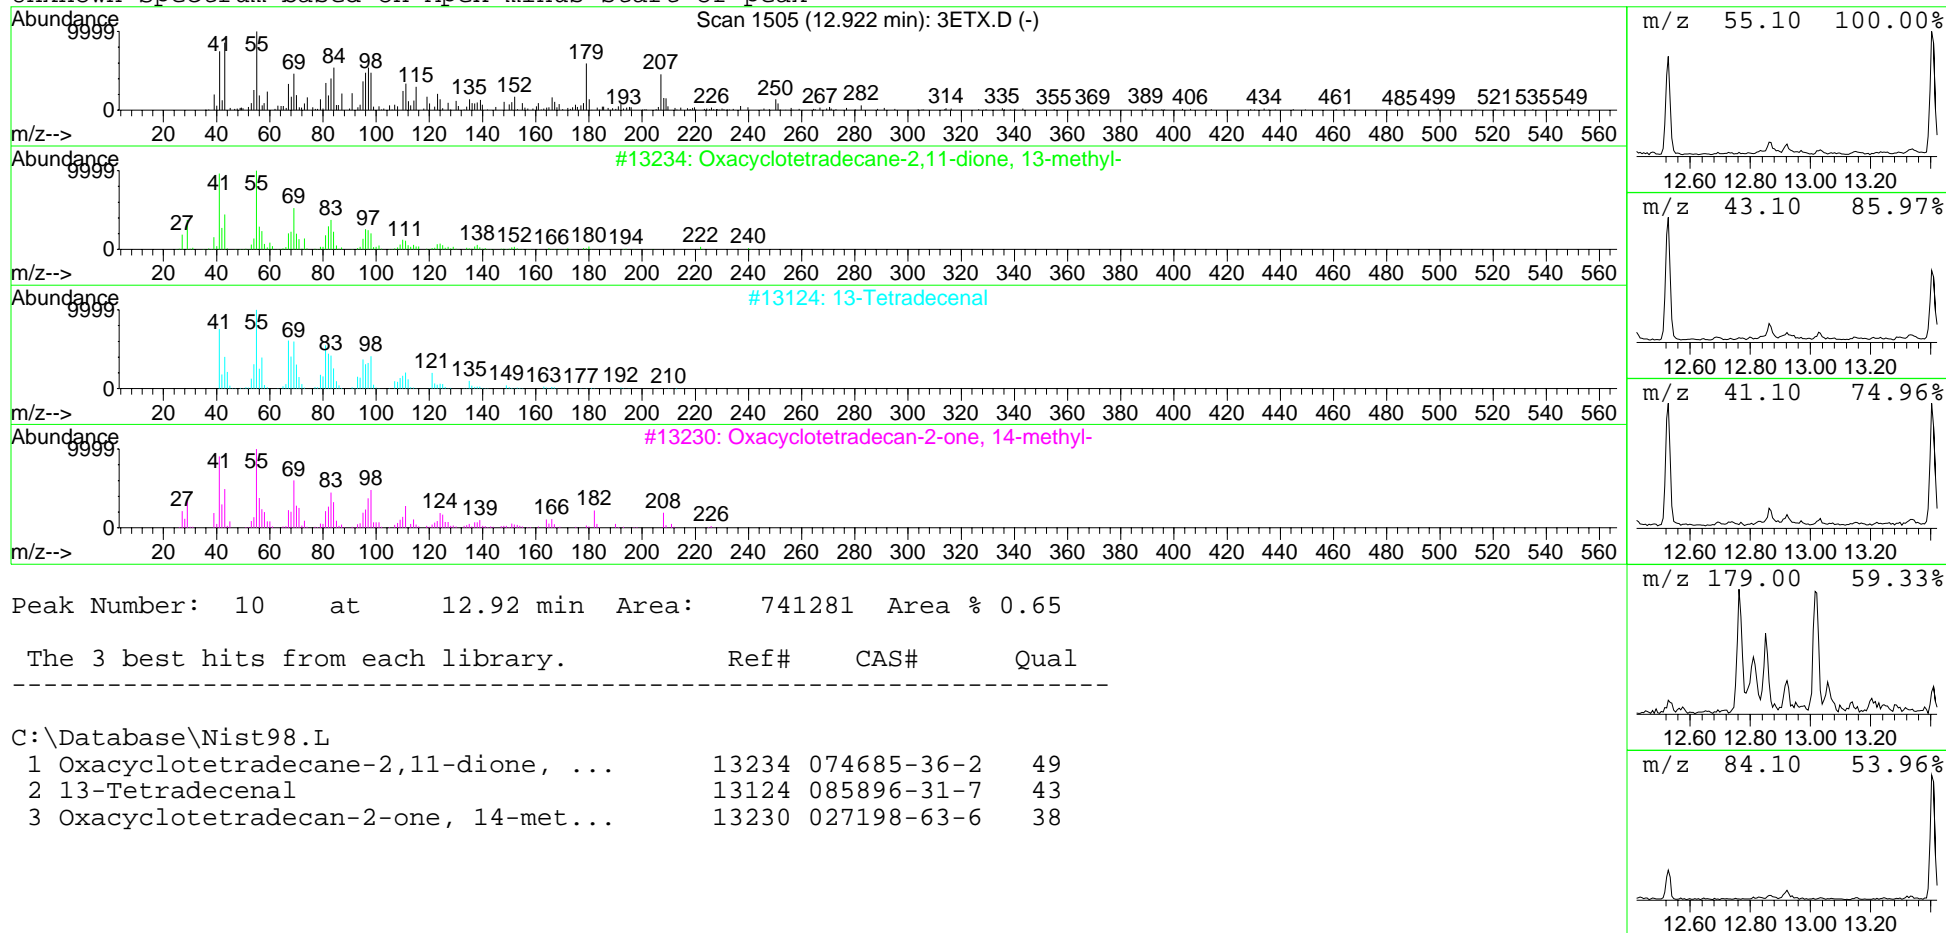 Unknown Spectrum based on Apex minus start of peak
Abundance
Scan 1505 (12.922 min): 3ETX.D (-)
9999
41 55 69 84 98 115 135 152 179 193 207 226 250 267 282 314 335 355 369 389 406 434 461 485 499 521 535 549
0
20 40 60 80 100 120 140 160 180 200 220 240 260 280 300 320 340 360 380 400 420 440 460 480 500 520 540 560
m/z-->
Abundance
#13234: Oxacyclotetradecane-2,11-dione, 13-methyl-
9999
27 41 55 69 83 97 111 138 152 166 180 194 222 240
0
20 40 60 80 100 120 140 160 180 200 220 240 260 280 300 320 340 360 380 400 420 440 460 480 500 520 540 560
m/z-->
Abundance
#13124: 13-Tetradecenal
9999
41 55 69 83 98 121 135 149 163 177 192 210
0
20 40 60 80 100 120 140 160 180 200 220 240 260 280 300 320 340 360 380 400 420 440 460 480 500 520 540 560
m/z-->
Abundance
#13230: Oxacyclotetradecan-2-one, 14-methyl-
9999
27 41 55 69 83 98 124 139 166 182 208 226
0
20 40 60 80 100 120 140 160 180 200 220 240 260 280 300 320 340 360 380 400 420 440 460 480 500 520 540 560
m/z-->
m/z 55.10 100.00%
12.60 12.80 13.00 13.20
m/z 43.10 85.97%
12.60 12.80 13.00 13.20
m/z 41.10 74.96%
12.60 12.80 13.00 13.20
m/z 179.00 59.33%
12.60 12.80 13.00 13.20
m/z 84.10 53.96%
12.60 12.80 13.00 13.20
Peak Number: 10 at 12.92 min Area: 741281 Area % 0.65
The 3 best hits from each library. Ref# CAS# Qual
---------------------------------------------------------------------
C:\Database\Nist98.L
1 Oxacyclotetradecane-2,11-dione, ... 13234 074685-36-2 49
2 13-Tetradecenal 13124 085896-31-7 43
3 Oxacyclotetradecan-2-one, 14-met... 13230 027198-63-6 38